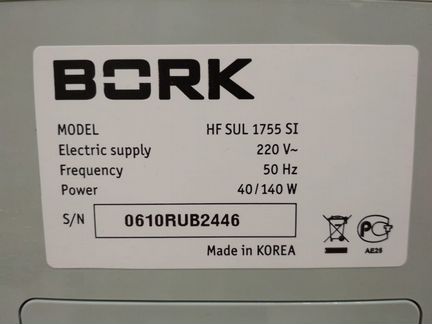 BORK
MODEL HF SUL 1755 SI
Electric supply 220 V~
Frequency 50 Hz
Power 40/140 W
S/N 0610RUB2446
Made in KOREA
AE25